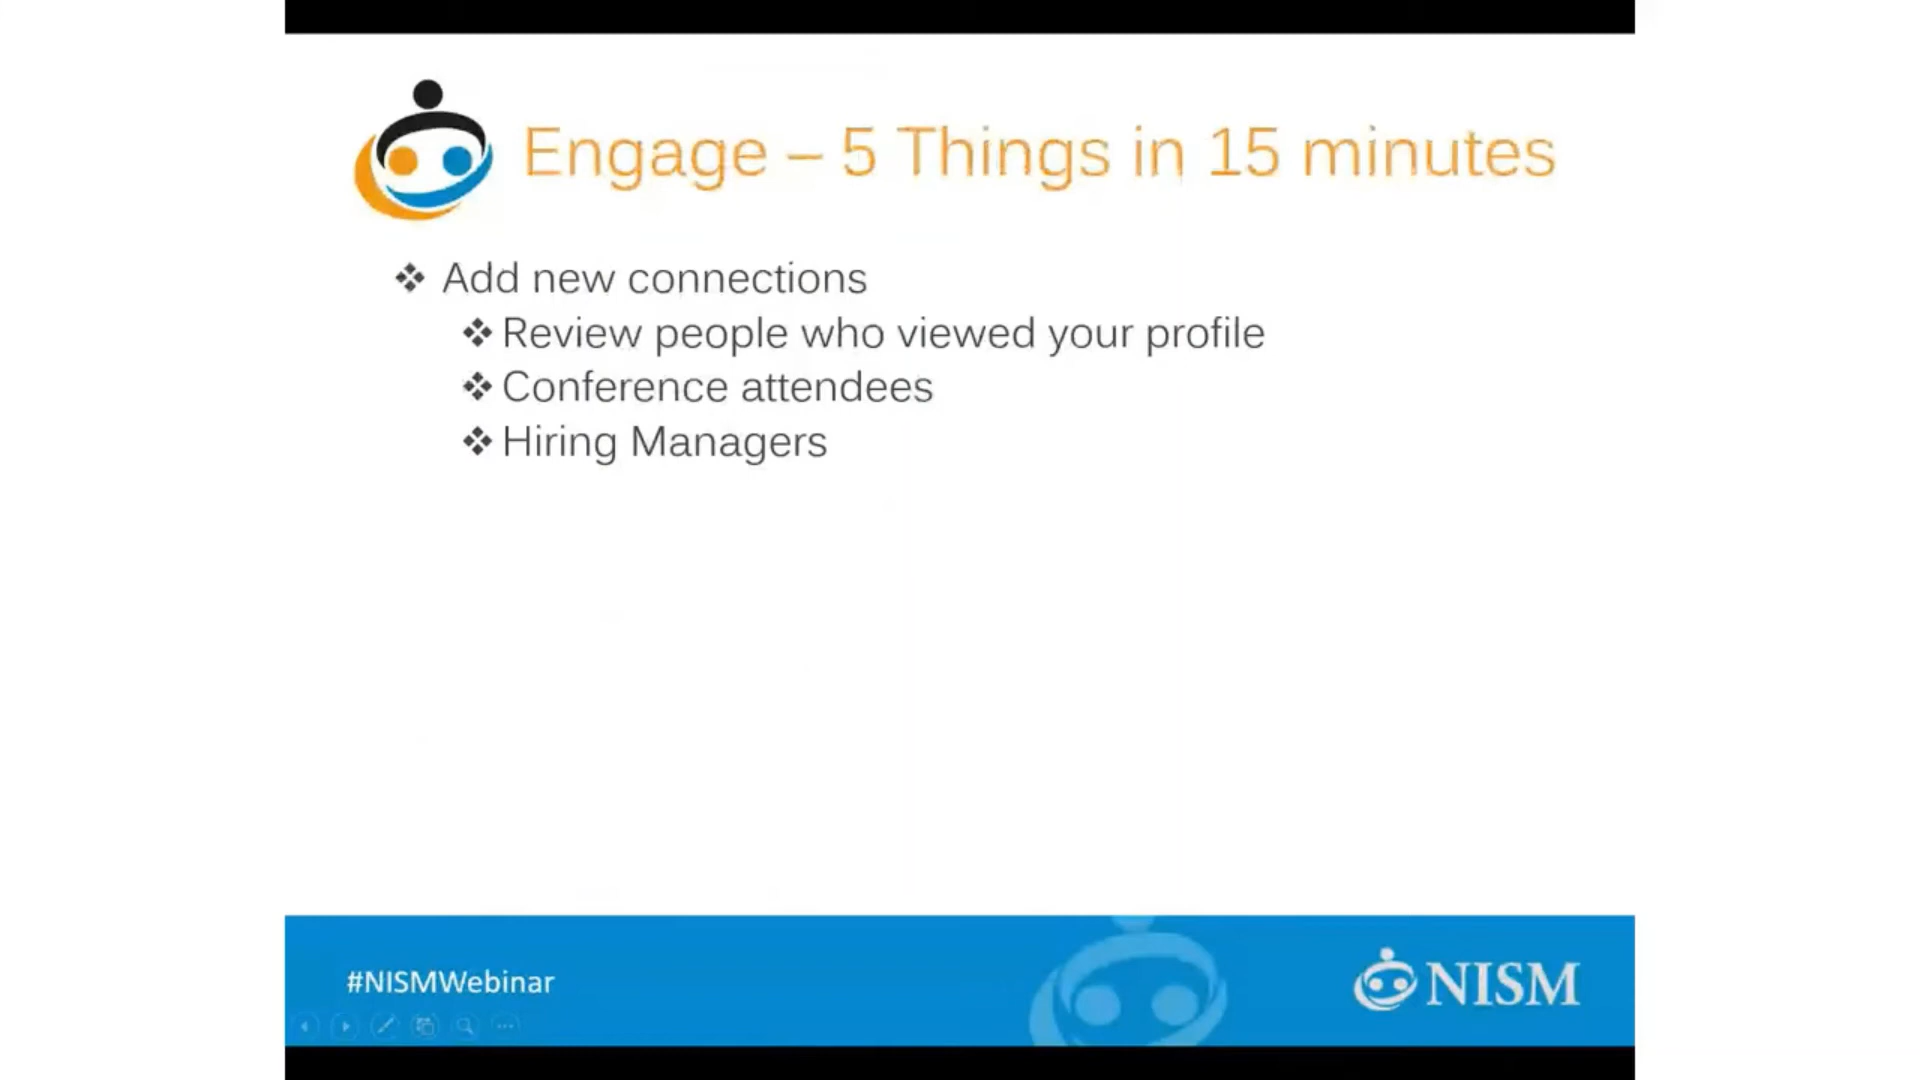 Engage – 5 Things in 15 minutes
❖ Add new connections
❖ Review people who viewed your profile
❖ Conference attendees
❖ Hiring Managers
#NISMWebinar
NISM